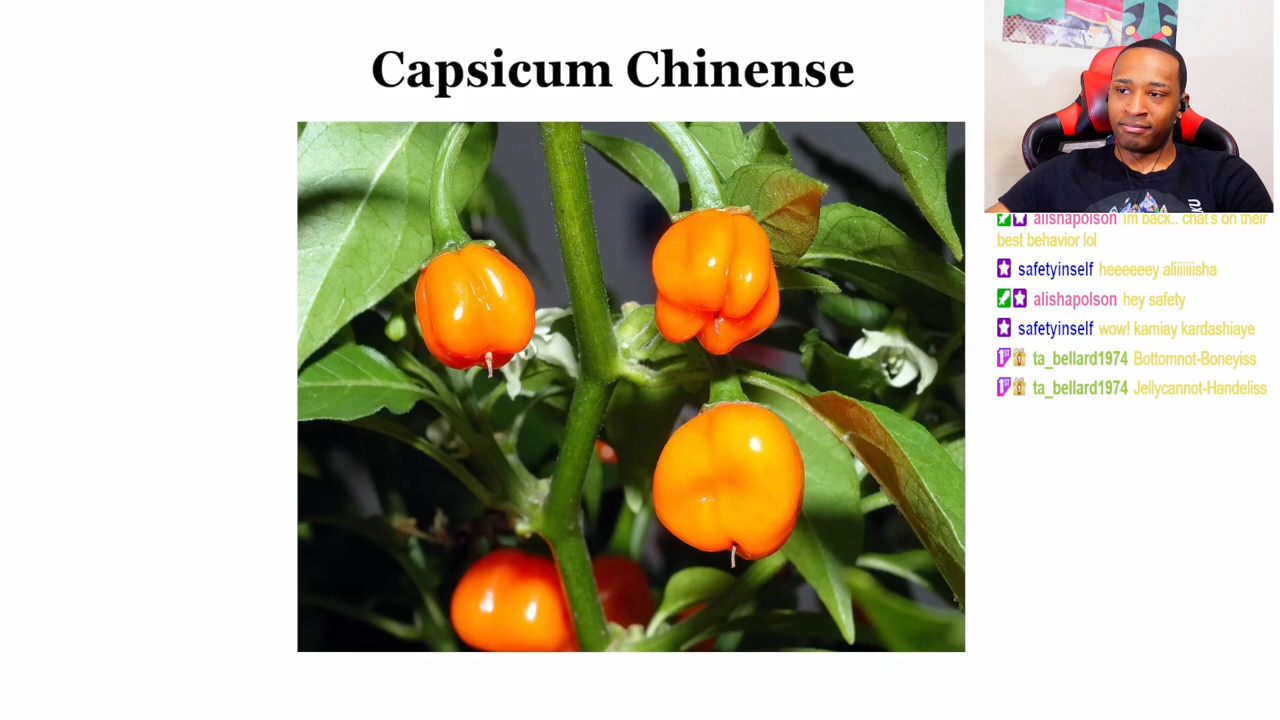 Capsicum Chinense
alishapolson im back.. chat's on their
best behavior lol
safetyinself heeeeeey aliiiiiiisha
alishapolson hey safety
safetyinself wow! kamiay kardashiaye
ta_bellard1974 Bottomnot-Boneyiss
ta_bellard1974 Jellycannot-Handeliss